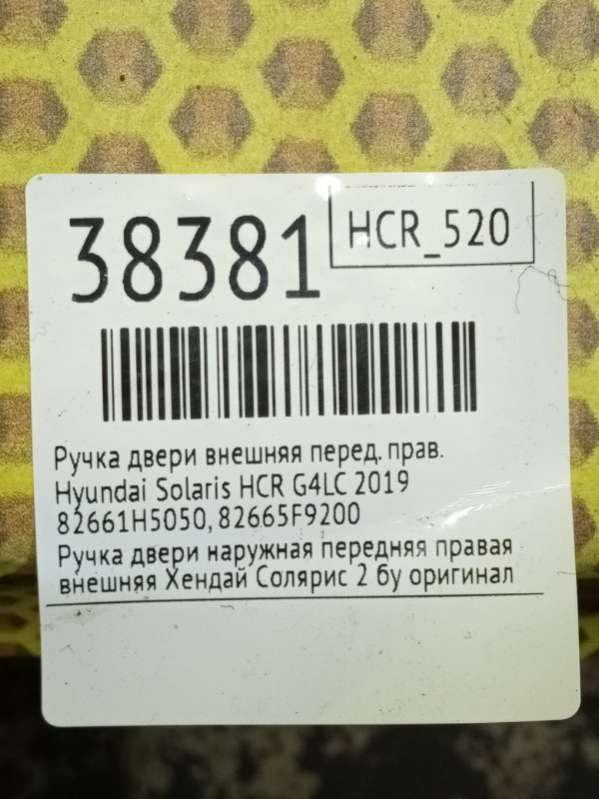 38381
HCR_520
Ручка двери внешняя перед. прав.
Hyundai Solaris HCR G4LC 2019
82661H5050, 82665F9200
Ручка двери наружная передняя правая
внешняя Хендай Солярис 2 бу оригинал